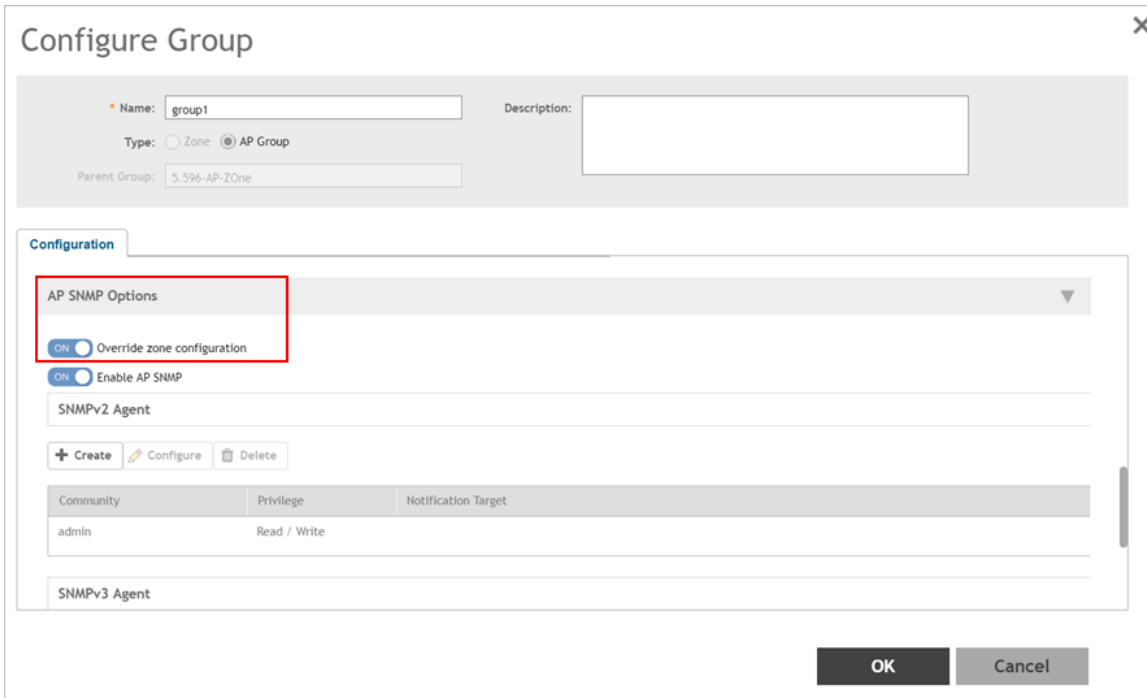 Configure Group
* Name: group1
Description:
Type: Zone AP Group
Parent Group: 5.596-AP-ZOne
Configuration
AP SNMP Options
ON Override zone configuration
ON Enable AP SNMP
SNMPv2 Agent
+ Create Configure Delete
Community Privilege Notification Target
admin Read / Write
SNMPv3 Agent
OK Cancel